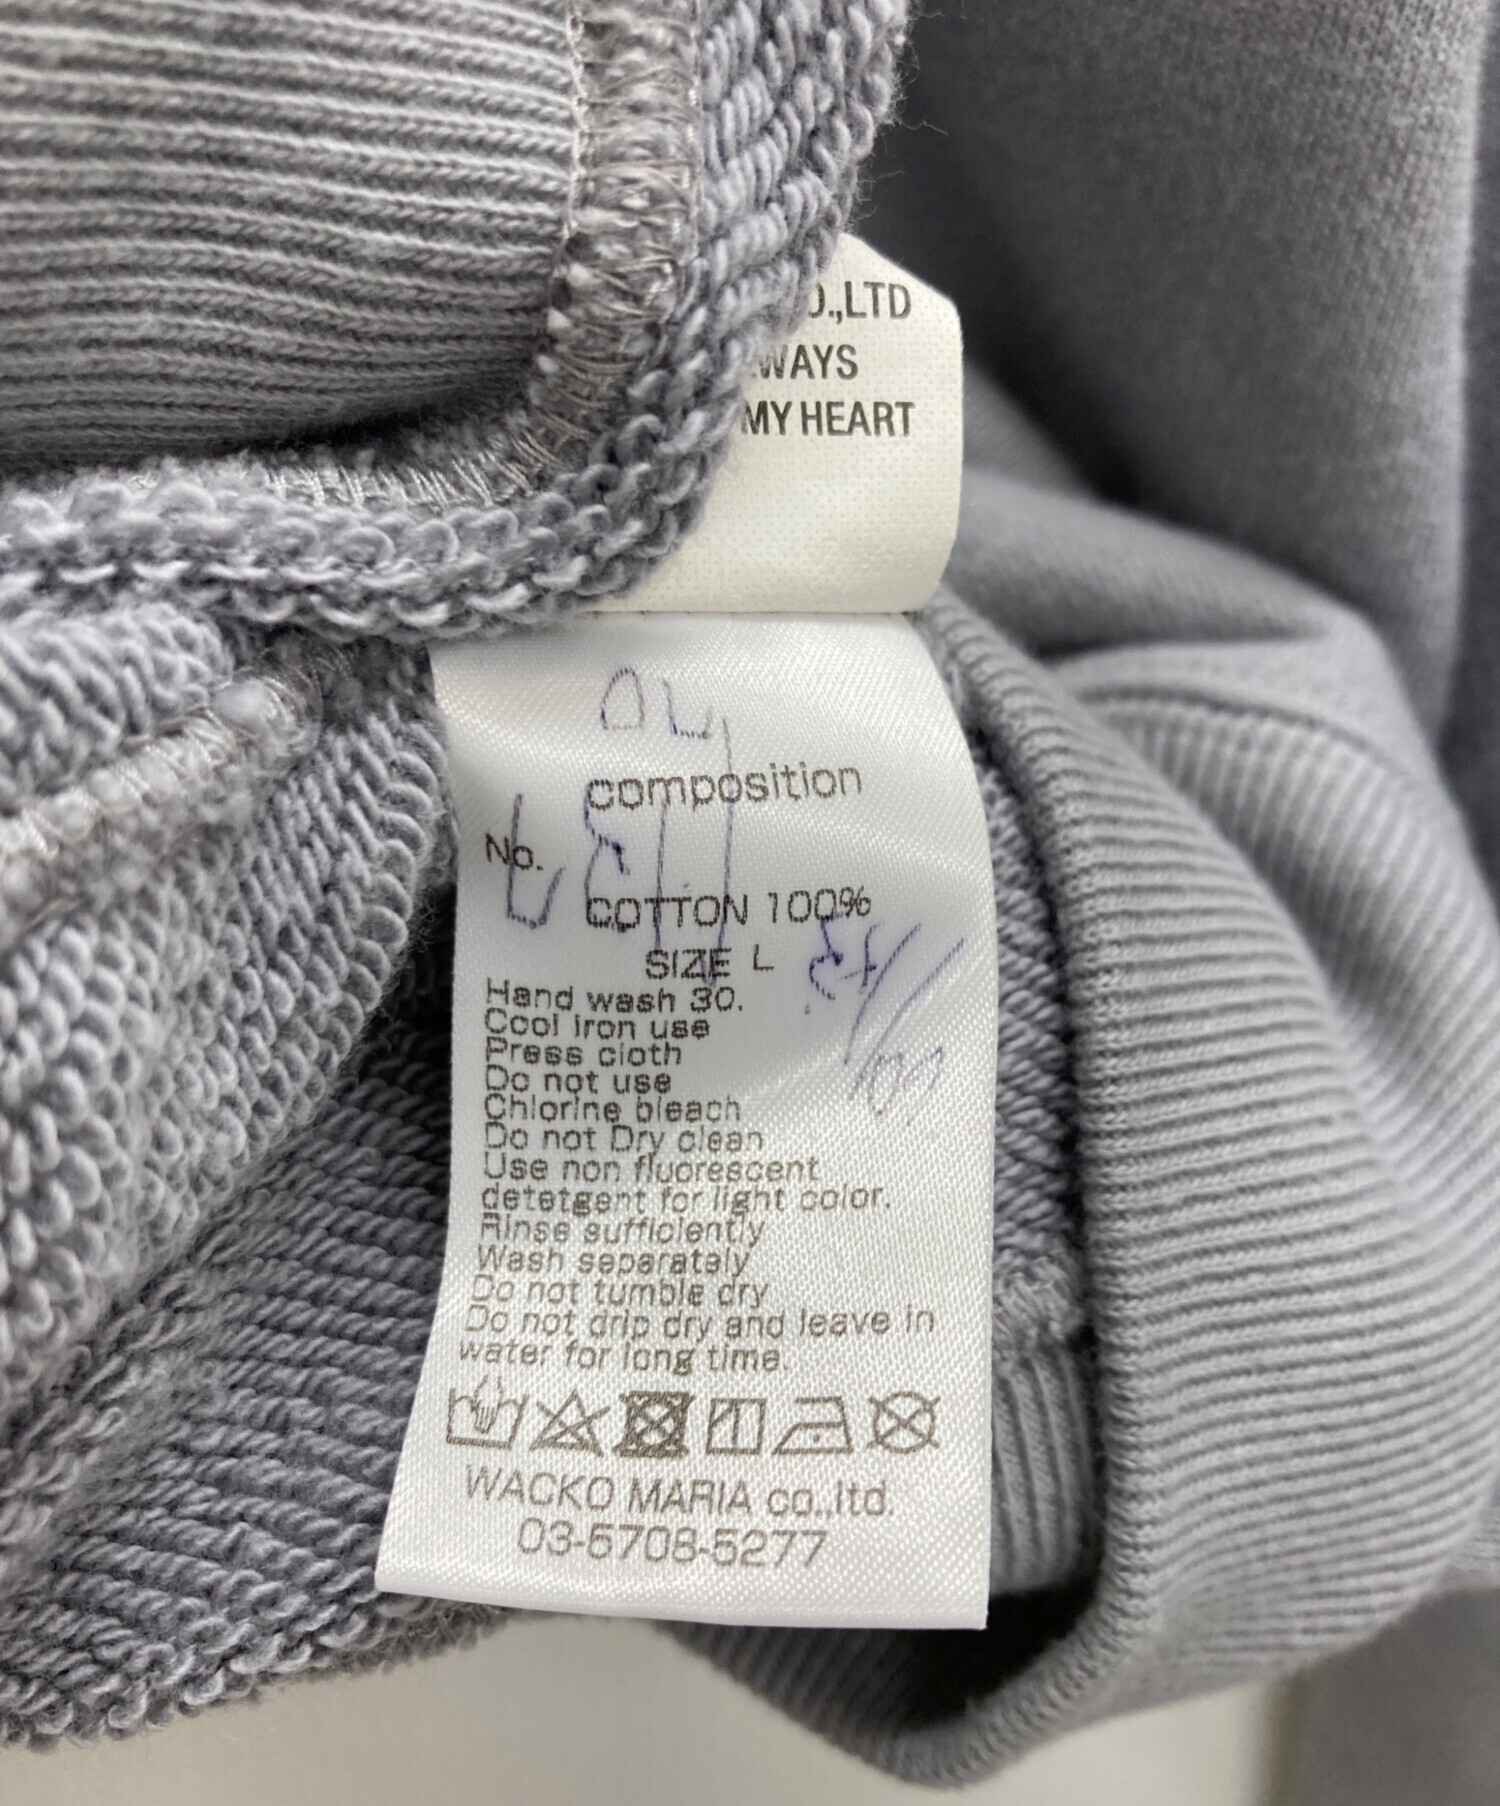 LTD
MY HEART
composition
No.
COTTON 100%
SIZE L
Hand wash 30.
Cool iron use
Press cloth
Do not use
Chlorine bleach
Do not Dry clean
Use non fluorescent
detetgent for light color.
Rinse sufficiently
Wash separately
Do not tumble dry
Do not drip dry and leave in
water for long time.
WACKO MARIA co.,ltd.
03-5708-5277